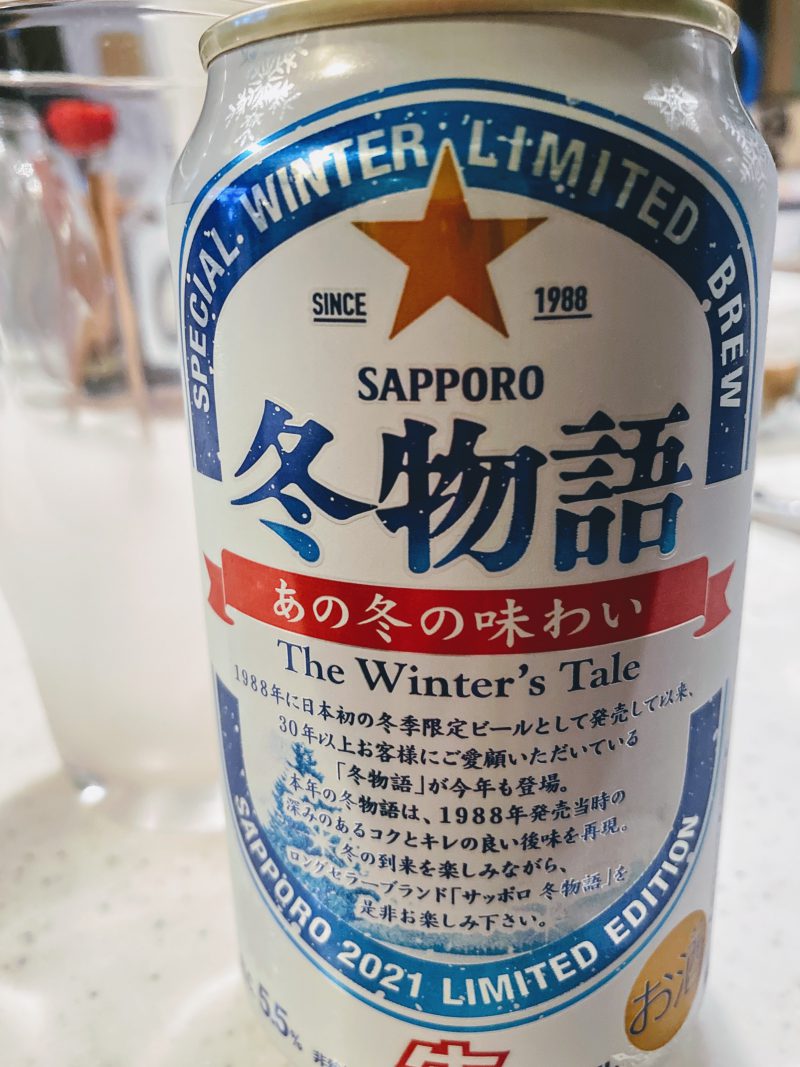 SPECIAL WINTER LIMITED BREW
SINCE 1988
SAPPORO
冬物語
あの冬の味わい
The Winter's Tale
1988年に日本初の冬季限定ビールとして発売して以来、
30年以上お客様にご愛顧いただいている
「冬物語」が今年も登場。
本年の冬物語は、1988年発売当時の
深みのあるコクとキレの良い後味を再現。
冬の到来を楽しみながら、
ロングセラーブランド「サッポロ 冬物語」を
是非お楽しみ下さい。
SAPPORO 2021 LIMITED EDITION
5.5%
お酒